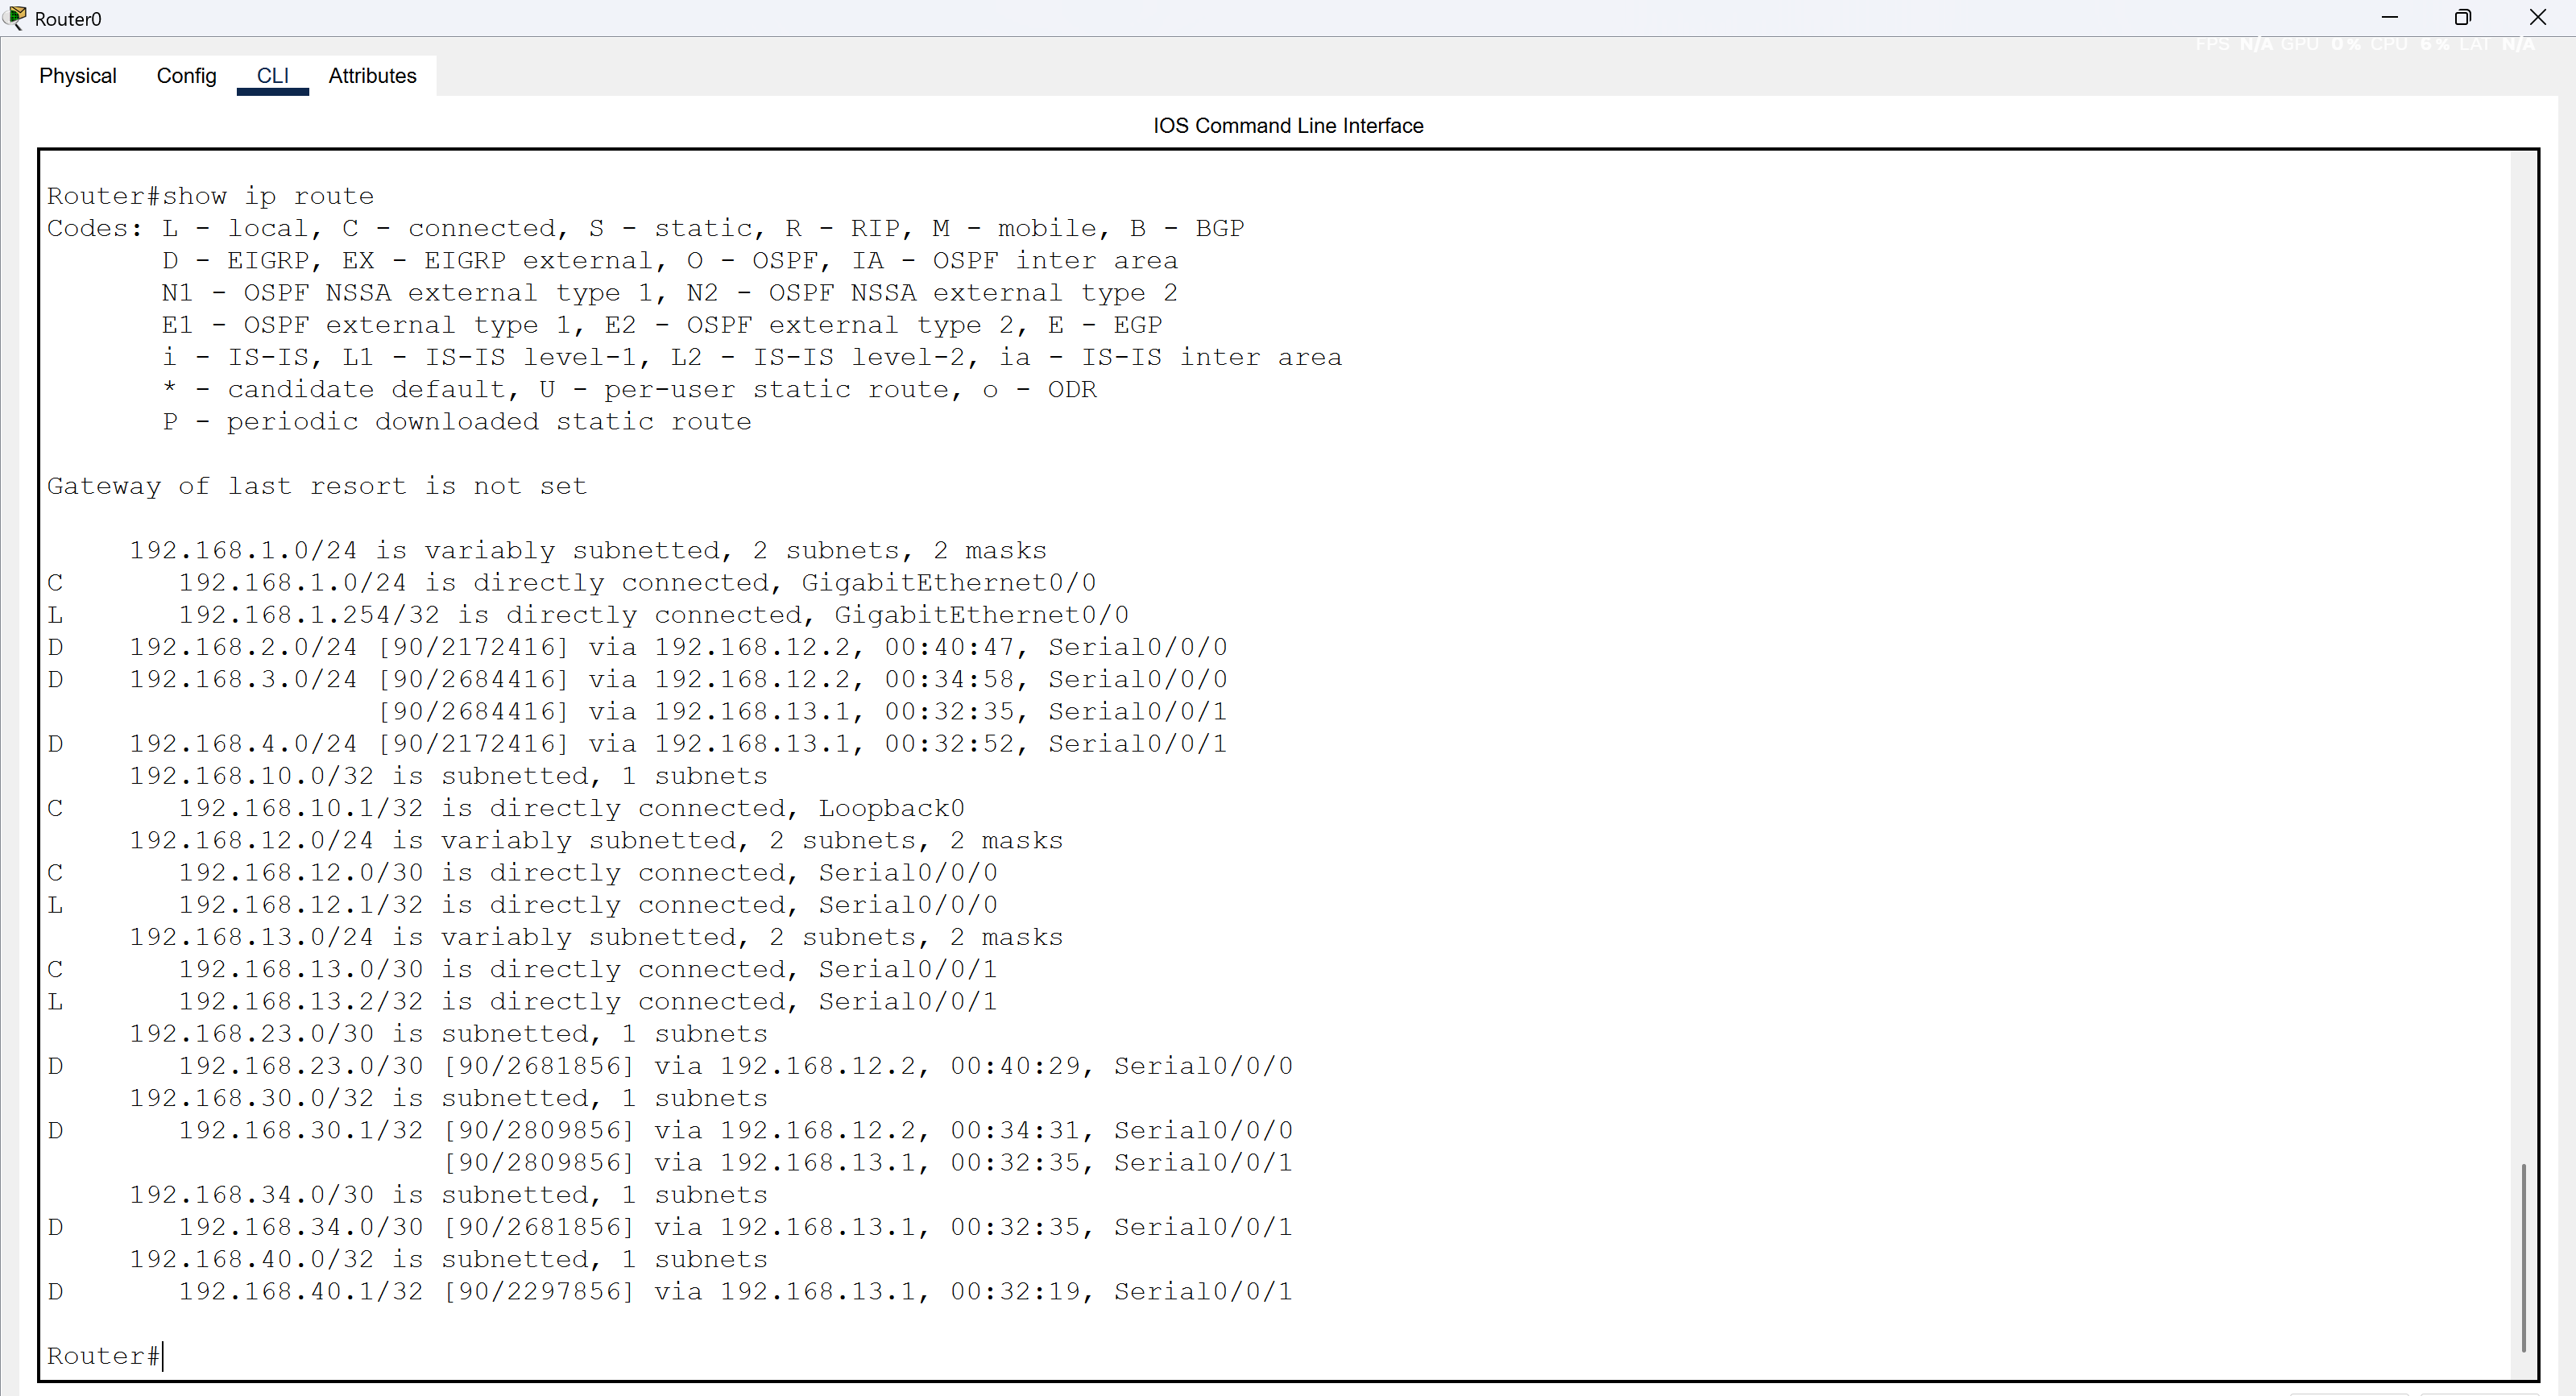 Router0
FPS N/A GPU 0% CPU 6% LAT N/A
Physical Config CLI Attributes
IOS Command Line Interface
Router#show ip route
Codes: L - local, C - connected, S - static, R - RIP, M - mobile, B - BGP
D - EIGRP, EX - EIGRP external, O - OSPF, IA - OSPF inter area
N1 - OSPF NSSA external type 1, N2 - OSPF NSSA external type 2
E1 - OSPF external type 1, E2 - OSPF external type 2, E - EGP
i - IS-IS, L1 - IS-IS level-1, L2 - IS-IS level-2, ia - IS-IS inter area
* - candidate default, U - per-user static route, o - ODR
P - periodic downloaded static route
Gateway of last resort is not set
192.168.1.0/24 is variably subnetted, 2 subnets, 2 masks
C 192.168.1.0/24 is directly connected, GigabitEthernet0/0
L 192.168.1.254/32 is directly connected, GigabitEthernet0/0
D 192.168.2.0/24 [90/2172416] via 192.168.12.2, 00:40:47, Serial0/0/0
D 192.168.3.0/24 [90/2684416] via 192.168.12.2, 00:34:58, Serial0/0/0
[90/2684416] via 192.168.13.1, 00:32:35, Serial0/0/1
D 192.168.4.0/24 [90/2172416] via 192.168.13.1, 00:32:52, Serial0/0/1
192.168.10.0/32 is subnetted, 1 subnets
C 192.168.10.1/32 is directly connected, Loopback0
192.168.12.0/24 is variably subnetted, 2 subnets, 2 masks
C 192.168.12.0/30 is directly connected, Serial0/0/0
L 192.168.12.1/32 is directly connected, Serial0/0/0
192.168.13.0/24 is variably subnetted, 2 subnets, 2 masks
C 192.168.13.0/30 is directly connected, Serial0/0/1
L 192.168.13.2/32 is directly connected, Serial0/0/1
192.168.23.0/30 is subnetted, 1 subnets
D 192.168.23.0/30 [90/2681856] via 192.168.12.2, 00:40:29, Serial0/0/0
192.168.30.0/32 is subnetted, 1 subnets
D 192.168.30.1/32 [90/2809856] via 192.168.12.2, 00:34:31, Serial0/0/0
[90/2809856] via 192.168.13.1, 00:32:35, Serial0/0/1
192.168.34.0/30 is subnetted, 1 subnets
D 192.168.34.0/30 [90/2681856] via 192.168.13.1, 00:32:35, Serial0/0/1
192.168.40.0/32 is subnetted, 1 subnets
D 192.168.40.1/32 [90/2297856] via 192.168.13.1, 00:32:19, Serial0/0/1
Router#